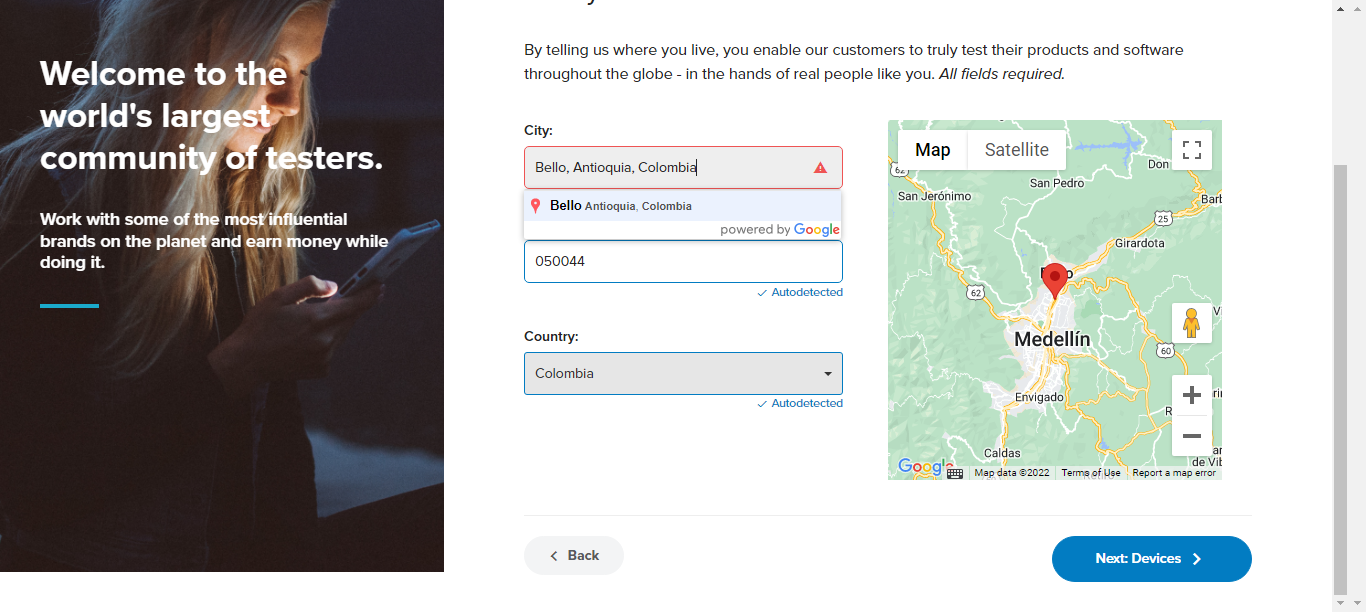 Welcome to the
world's largest
community of testers.
Work with some of the most influential
brands on the planet and earn money while
doing it.
By telling us where you live, you enable our customers to truly test their products and software
throughout the globe - in the hands of real people like you. All fields required.
City:
Bello, Antioquia, Colombia
Bello Antioquia, Colombia
powered by Google
050044
Autodetected
Country:
Colombia
Autodetected
Map
Satellite
62
San Jerónimo
San Pedro
Don
Barb
25
Girardota
62
Medellín
60
Envigado
Caldas
de Vib
Google
Map data ©2022
Terms of Use
Report a map error
Back
Next: Devices